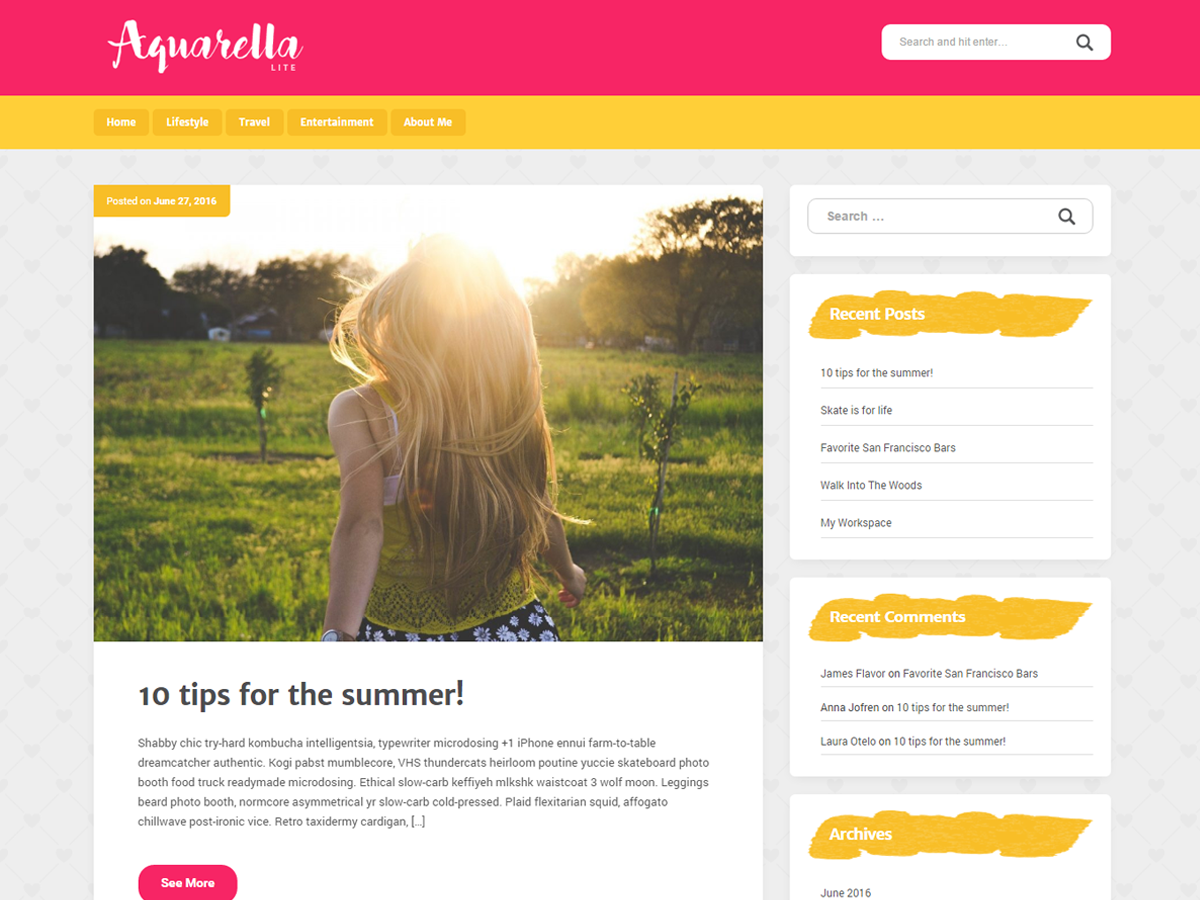 Aquarella
LITE
Search and hit enter...
Home
Lifestyle
Travel
Entertainment
About Me
Posted on June 27, 2016
10 tips for the summer!
Shabby chic try-hard kombucha intelligentsia, typewriter microdosing +1 iPhone ennui farm-to-table
dreamcatcher authentic. Kogi pabst mumblecore, VHS thundercats heirloom poutine yuccie skateboard photo
booth food truck readymade microdosing. Ethical slow-carb keffiyeh mlkshk waistcoat 3 wolf moon. Leggings
beard photo booth, normcore asymmetrical yr slow-carb cold-pressed. Plaid flexitarian squid, affogato
chillwave post-ironic vice. Retro taxidermy cardigan, [...]
See More
Search ...
Recent Posts
10 tips for the summer!
Skate is for life
Favorite San Francisco Bars
Walk Into The Woods
My Workspace
Recent Comments
James Flavor on Favorite San Francisco Bars
Anna Jofren on 10 tips for the summer!
Laura Otelo on 10 tips for the summer!
Archives
June 2016